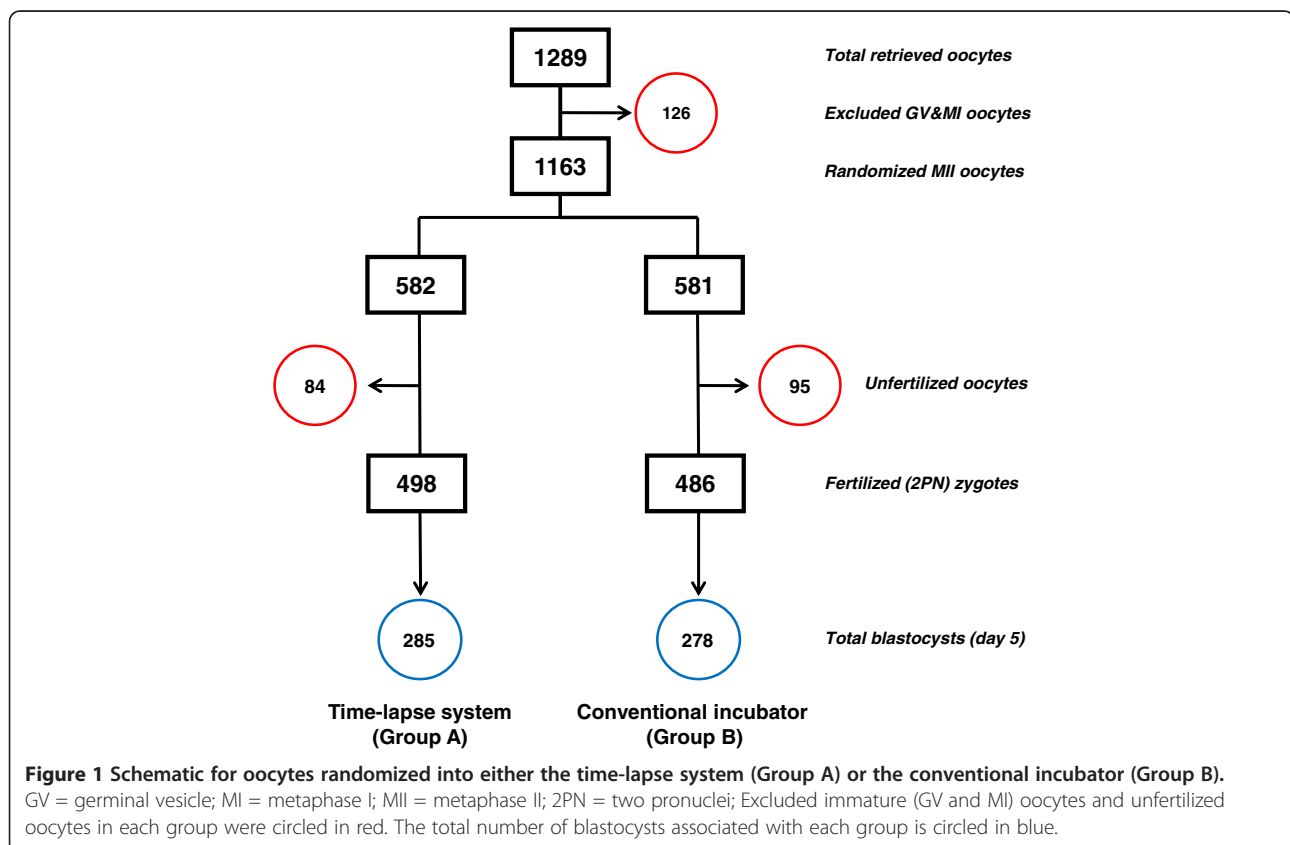 1289
Total retrieved oocytes
126
Excluded GV&MI oocytes
1163
Randomized MII oocytes
582
581
84
95
Unfertilized oocytes
498
486
Fertilized (2PN) zygotes
285
278
Total blastocysts (day 5)
Time-lapse system
(Group A)
Conventional incubator
(Group B)
Figure 1 Schematic for oocytes randomized into either the time-lapse system (Group A) or the conventional incubator (Group B).
GV = germinal vesicle; MI = metaphase I; MII = metaphase II; 2PN = two pronuclei; Excluded immature (GV and MI) oocytes and unfertilized
oocytes in each group were circled in red. The total number of blastocysts associated with each group is circled in blue.